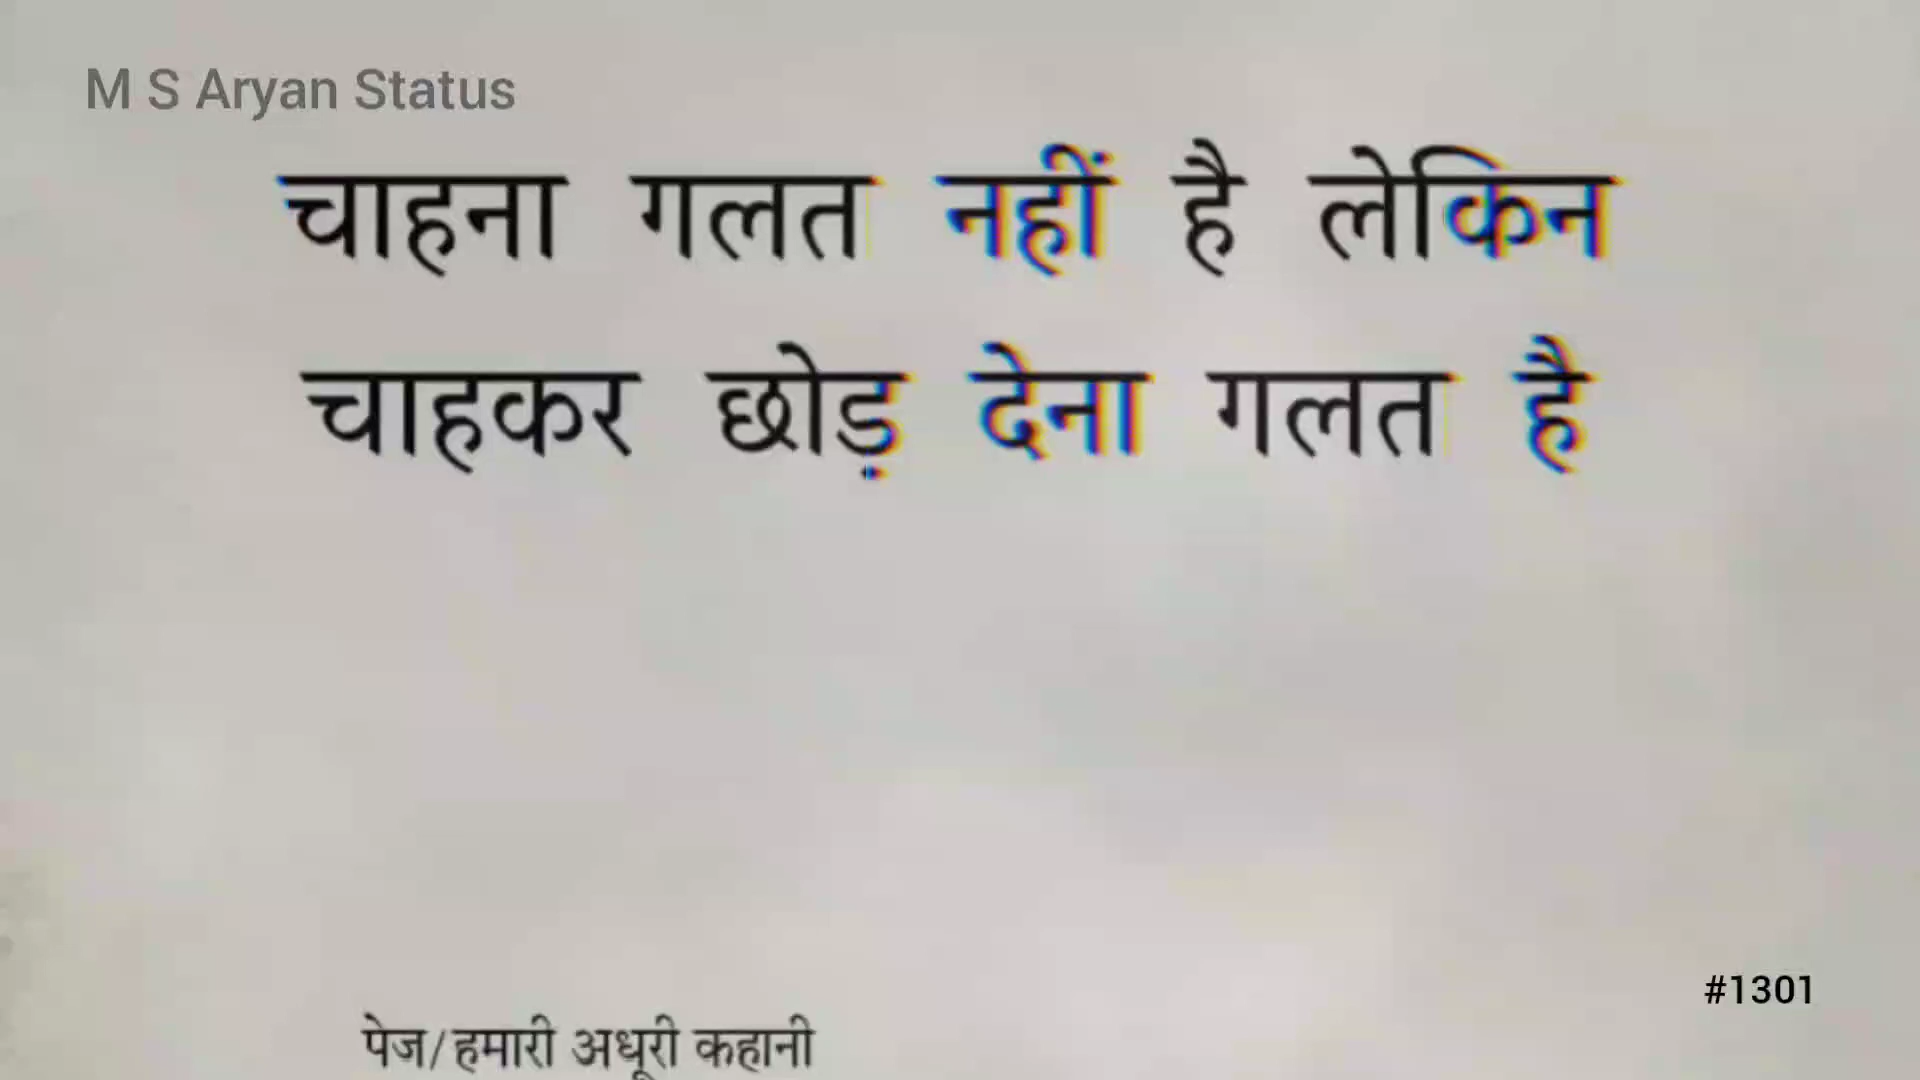 M S Aryan Status
चाहना गलत नहीं है लेकिन
चाहकर छोड़ देना गलत है
#1301
पेज/हमारी अधूरी कहानी